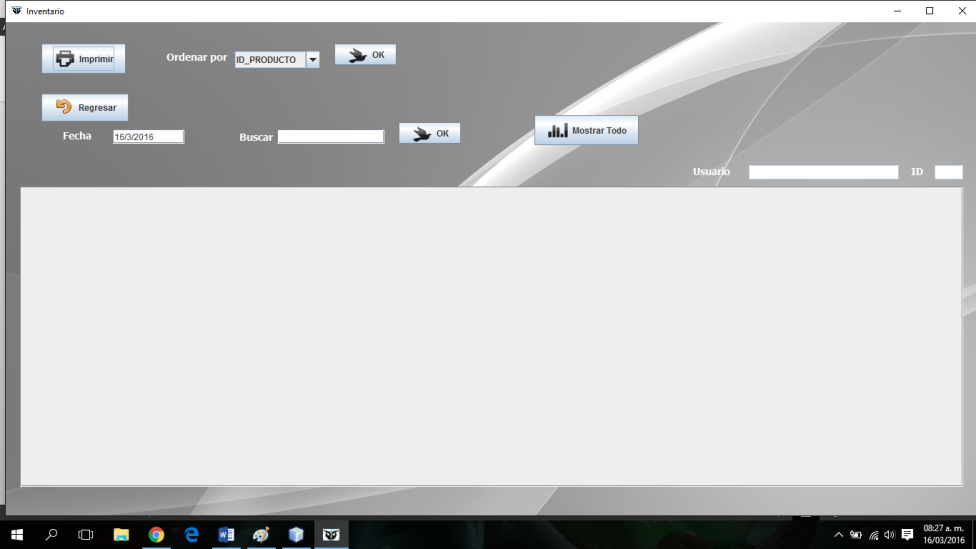 Inventario
Imprimir
Ordenar por ID_PRODUCTO OK
Regresar
Fecha 16/3/2016 Buscar OK Mostrar Todo
Usuario ID
08:27 a. m.
16/03/2016